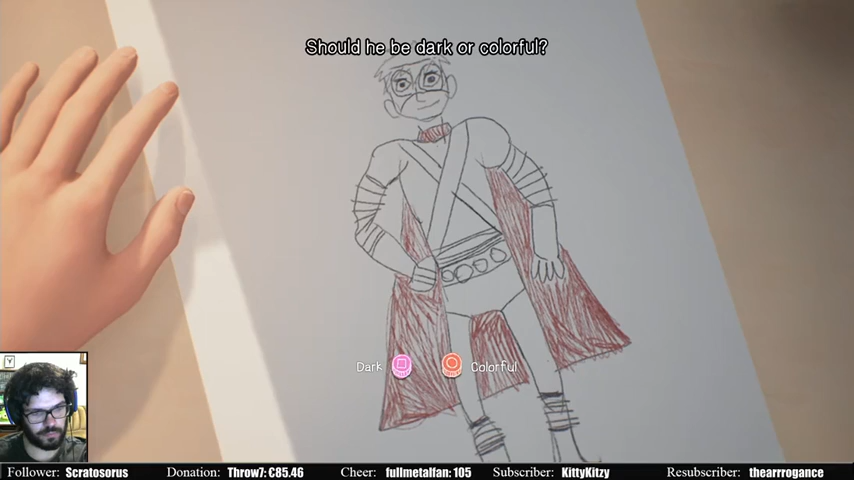 Should he be dark or colorful?
Dark
Colorful
Follower: Scratosorus Donation: Throw7: €85.46 Cheer: fullmetalfan: 105 Subscriber: KittyKitzy Resubscriber: thearrrogance